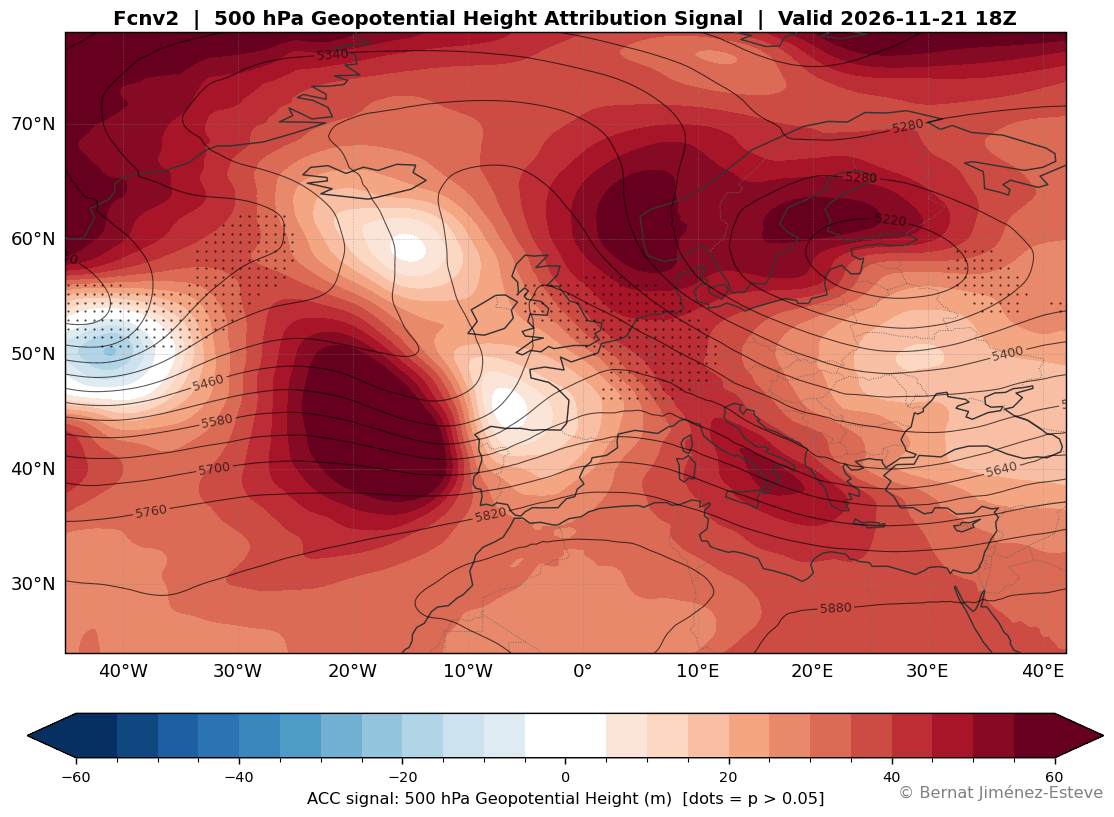 Fcnv2 | 500 hPa Geopotential Height Attribution Signal | Valid 2026-11-21 18Z
70°N
60°N
50°N
40°N
30°N
5340
5280
5280
5220
5400
5460
5580
5700
5640
5760
5820
5880
40°W 30°W 20°W 10°W 0° 10°E 20°E 30°E 40°E
−60 −40 −20 0 20 40 60
ACC signal: 500 hPa Geopotential Height (m) [dots = p > 0.05]
© Bernat Jiménez-Esteve